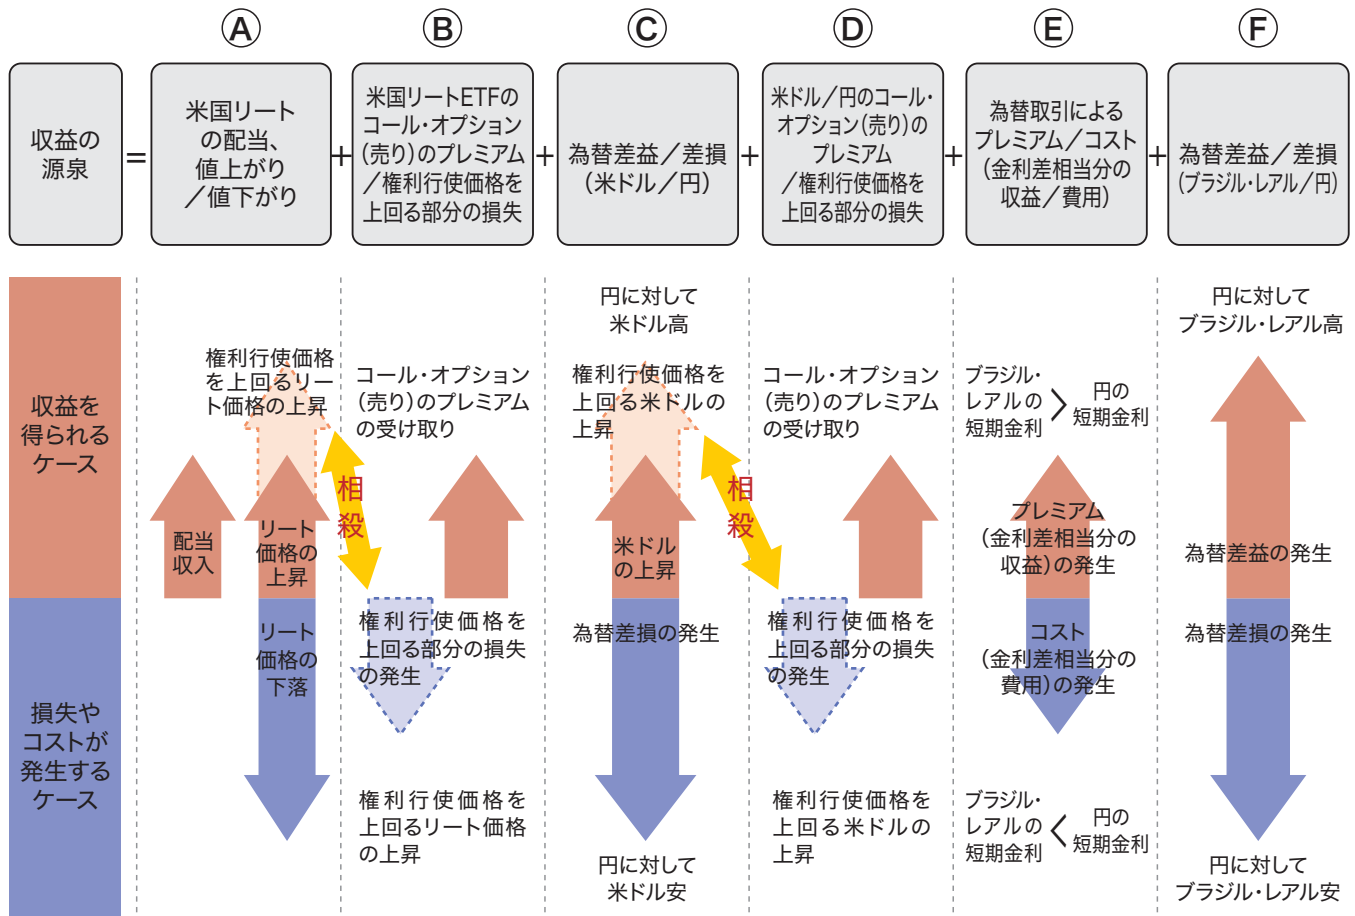 Ⓐ
Ⓑ
Ⓒ
Ⓓ
Ⓔ
Ⓕ
収益の
源泉
＝
米国リート
の配当、
値上がり
／値下がり
＋
米国リートETFの
コール・オプション
（売り）のプレミアム
／権利行使価格を
上回る部分の損失
＋
為替差益／差損
（米ドル／円）
＋
米ドル／円のコール・
オプション（売り）の
プレミアム
／権利行使価格を
上回る部分の損失
＋
為替取引による
プレミアム／コスト
（金利差相当分の
収益／費用）
＋
為替差益／差損
（ブラジル・レアル／円）
収益を
得られる
ケース
損失や
コストが
発生する
ケース
権利行使価格
を上回るリー
ト価格の上昇
配当
収入
リート
価格の
上昇
リート
価格の
下落
相
殺
コール・オプション
（売り）のプレミアム
の受け取り
権利行使価格を
上回る部分の損失
の発生
権利行使価格を
上回るリート価格
の上昇
円に対して
米ドル高
権利行使価格を
上回る米ドルの
上昇
米ドル
の上昇
為替差損の発生
円に対して
米ドル安
相
殺
コール・オプション
（売り）のプレミアム
の受け取り
権利行使価格を
上回る部分の損失
の発生
権利行使価格を
上回る米ドルの
上昇
ブラジル・
レアルの
短期金利
＞
円の
短期金利
プレミアム
（金利差相当分の
収益）の発生
コスト
（金利差相当分の
費用）の発生
ブラジル・
レアルの
短期金利
＜
円の
短期金利
円に対して
ブラジル・レアル高
為替差益の発生
為替差損の発生
円に対して
ブラジル・レアル安